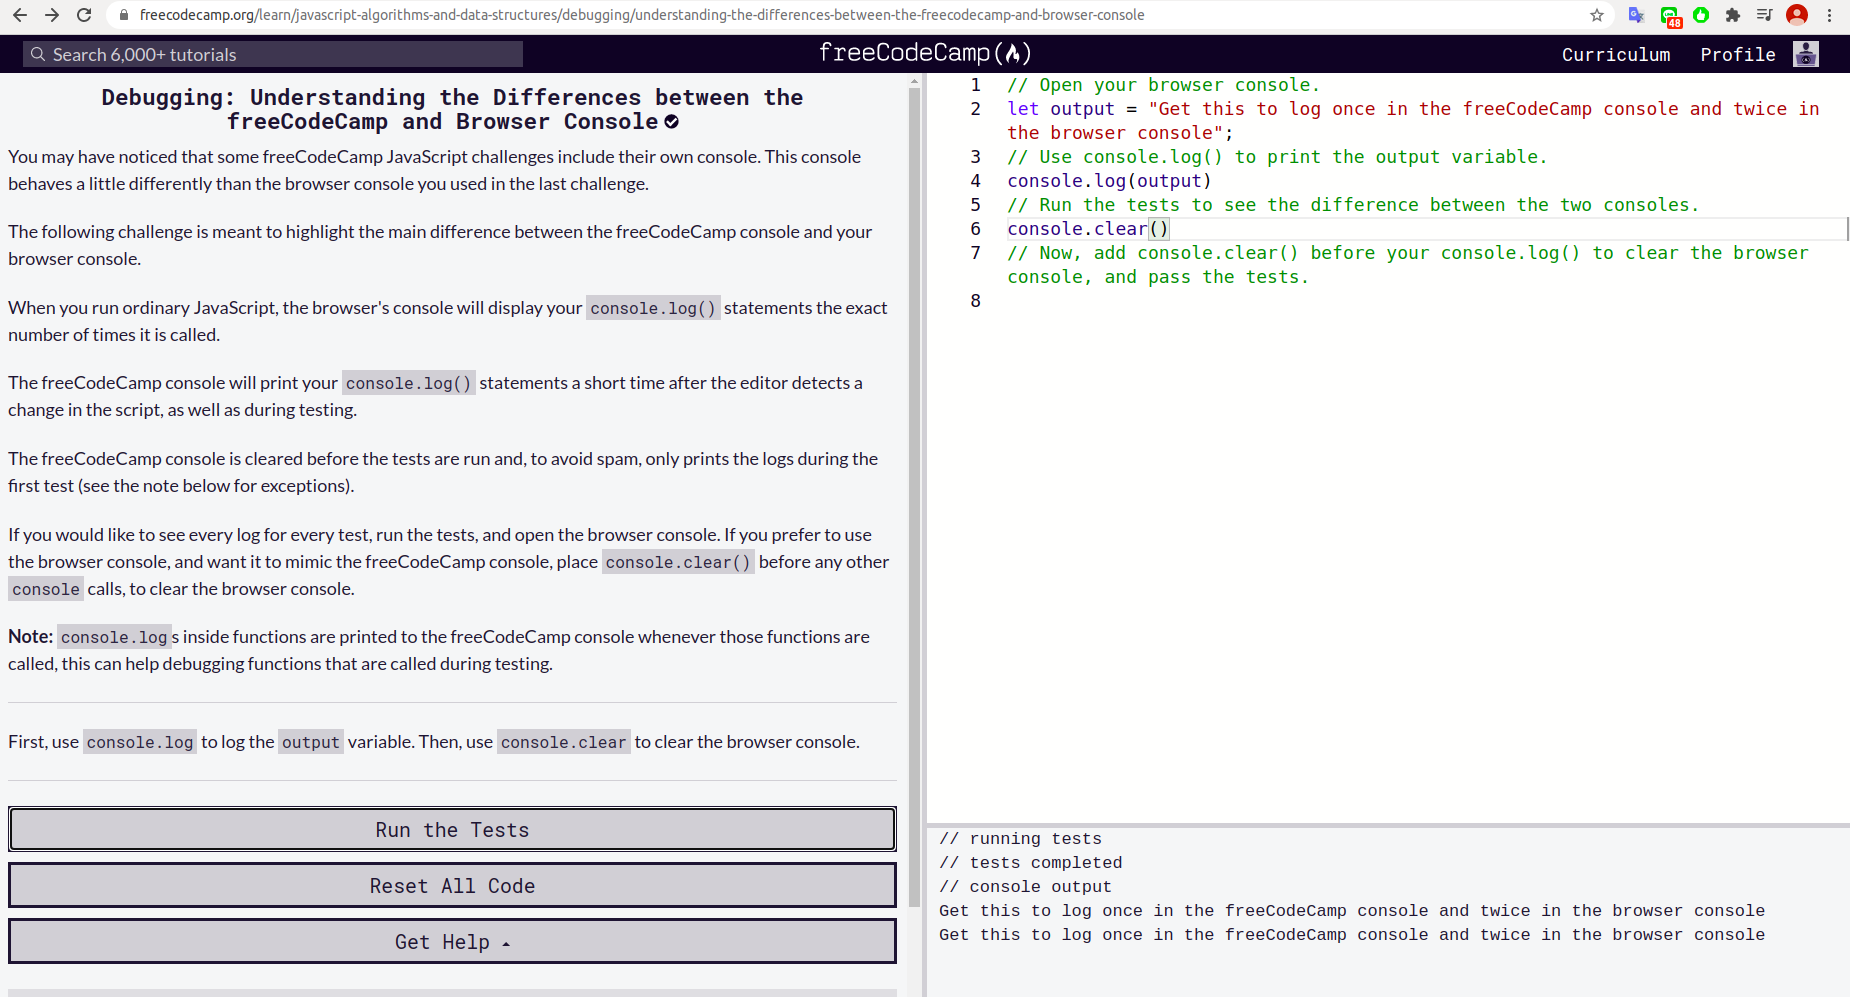 freecodecamp.org/learn/javascript-algorithms-and-data-structures/debugging/understanding-the-differences-between-the-freecodecamp-and-browser-console
48
Search 6,000+ tutorials
freeCodeCamp
Curriculum
Profile
Debugging: Understanding the Differences between the
freeCodeCamp and Browser Console
You may have noticed that some freeCodeCamp JavaScript challenges include their own console. This console
behaves a little differently than the browser console you used in the last challenge.
The following challenge is meant to highlight the main difference between the freeCodeCamp console and your
browser console.
When you run ordinary JavaScript, the browser's console will display your console.log() statements the exact
number of times it is called.
The freeCodeCamp console will print your console.log() statements a short time after the editor detects a
change in the script, as well as during testing.
The freeCodeCamp console is cleared before the tests are run and, to avoid spam, only prints the logs during the
first test (see the note below for exceptions).
If you would like to see every log for every test, run the tests, and open the browser console. If you prefer to use
the browser console, and want it to mimic the freeCodeCamp console, place console.clear() before any other
console calls, to clear the browser console.
Note: console.logs inside functions are printed to the freeCodeCamp console whenever those functions are
called, this can help debugging functions that are called during testing.
First, use console.log to log the output variable. Then, use console.clear to clear the browser console.
Run the Tests
Reset All Code
Get Help
1 // Open your browser console.
2 let output = "Get this to log once in the freeCodeCamp console and twice in
the browser console";
3 // Use console.log() to print the output variable.
4 console.log(output)
5 // Run the tests to see the difference between the two consoles.
6 console.clear()
7 // Now, add console.clear() before your console.log() to clear the browser
console, and pass the tests.
8
// running tests
// tests completed
// console output
Get this to log once in the freeCodeCamp console and twice in the browser console
Get this to log once in the freeCodeCamp console and twice in the browser console